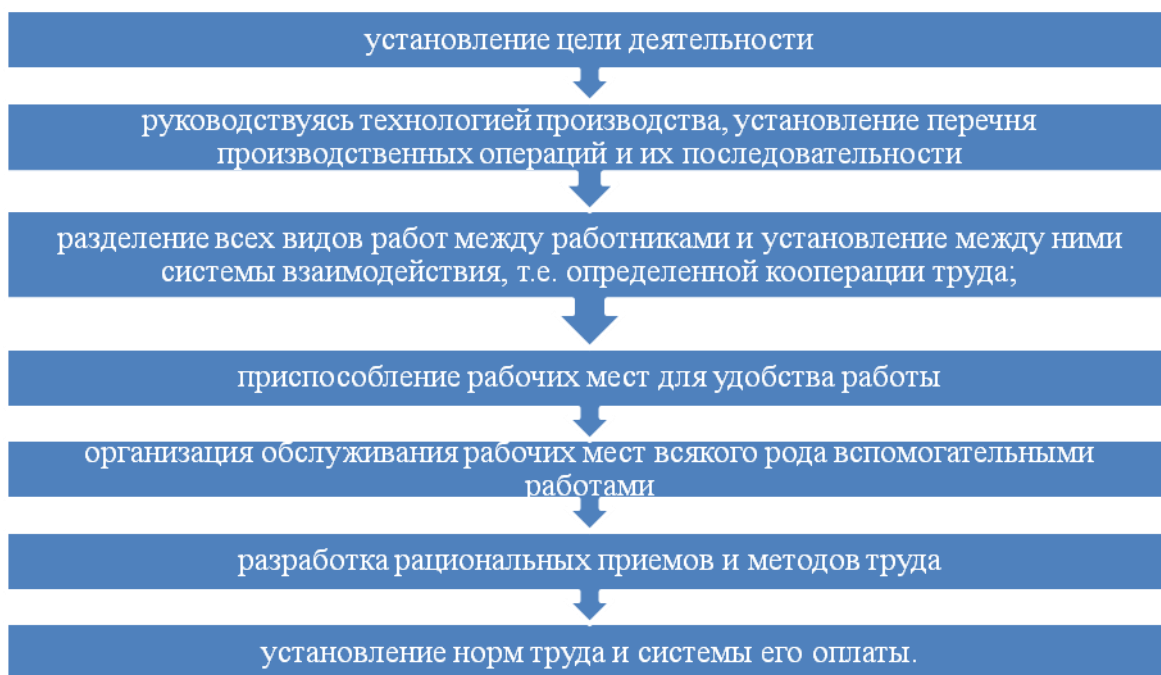 установление цели деятельности
руководствуясь технологией производства, установление перечня
производственных операций и их последовательности
разделение всех видов работ между работниками и установление между ними
системы взаимодействия, т.е. определенной кооперации труда;
приспособление рабочих мест для удобства работы
организация обслуживания рабочих мест всякого рода вспомогательными
работами
разработка рациональных приемов и методов труда
установление норм труда и системы его оплаты.